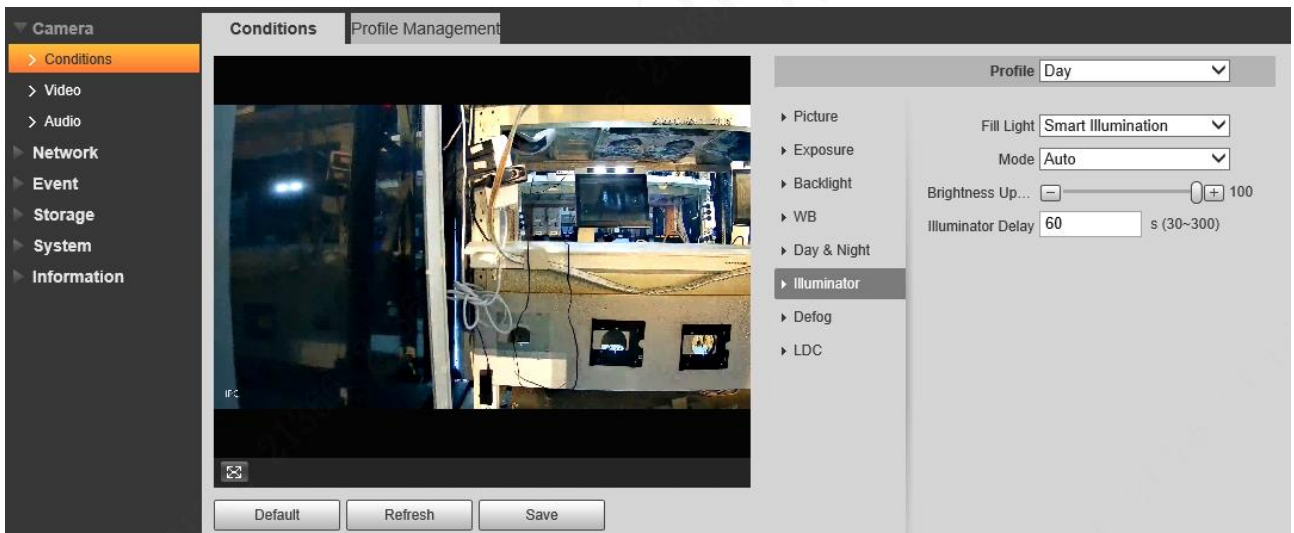 Camera
Conditions
Video
Audio
Network
Event
Storage
System
Information
Conditions
Profile Management
IPC
Default
Refresh
Save
Profile Day
Picture
Exposure
Backlight
WB
Day & Night
Illuminator
Defog
LDC
Fill Light Smart Illumination
Mode Auto
Brightness Up... 100
Illuminator Delay 60 s (30~300)